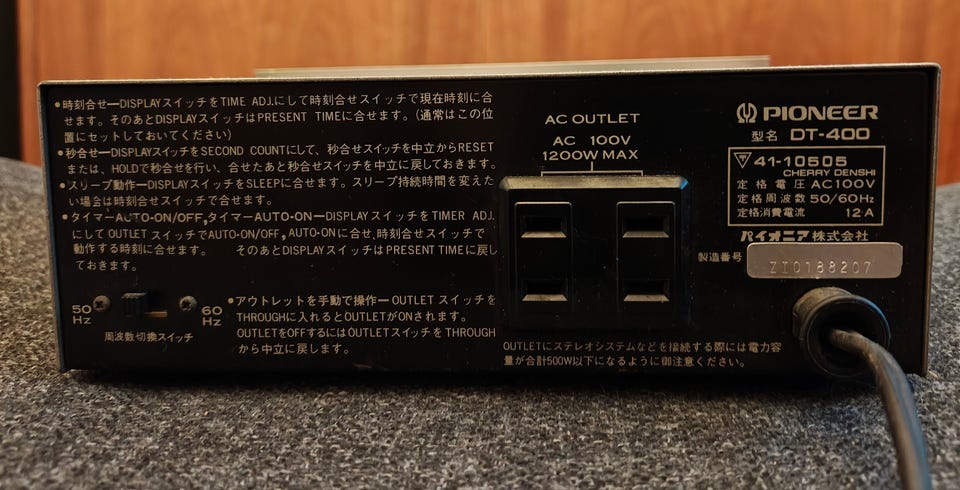 ●時刻合せ—DISPLAYスイッチをTIME ADJ.にして時刻合せスイッチで現在時刻に合
せます。そのあとDISPLAYスイッチはPRESENT TIMEに合せます。(通常はこの位
置にセットしておいてください)
●秒合せ—DISPLAYスイッチをSECOND COUNTにして、秒合せスイッチを中立からRESET
または、HOLDで秒合せを行い、合せたあと秒合せスイッチを中立に戻しておきます。
●スリープ動作—DISPLAYスイッチをSLEEPに合せます。スリープ持続時間を変えた
い場合は時刻合せスイッチで合せます。
●タイマーAUTO-ON/OFF,タイマーAUTO-ON—DISPLAYスイッチをTIMER ADJ.
にして OUTLET スイッチでAUTO-ON/OFF, AUTO-ONに合せ、時刻合せスイッチで
動作する時刻に合せます。 そのあとDISPLAYスイッチはPRESENT TIMEに戻し
ておきます。
50
Hz
60
Hz
周波数切換スイッチ
●アウトレットを手動で操作—OUTLET スイッチを
THROUGHに入れるとOUTLETがONされます。
OUTLETをOFFするにはOUTLETスイッチをTHROUGH
から中立に戻します。
AC OUTLET
AC 100V
1200W MAX
OUTLETにステレオシステムなどを接続する際には電力容
量が合計500W以下になるように御注意ください。
PIONEER
型名 DT-400
▽ 41-10505
CHERRY DENSHI
定格電圧 AC100V
定格周波数 50/60Hz
定格消費電流 12A
パイオニア株式会社
製造番号 ZI0188207